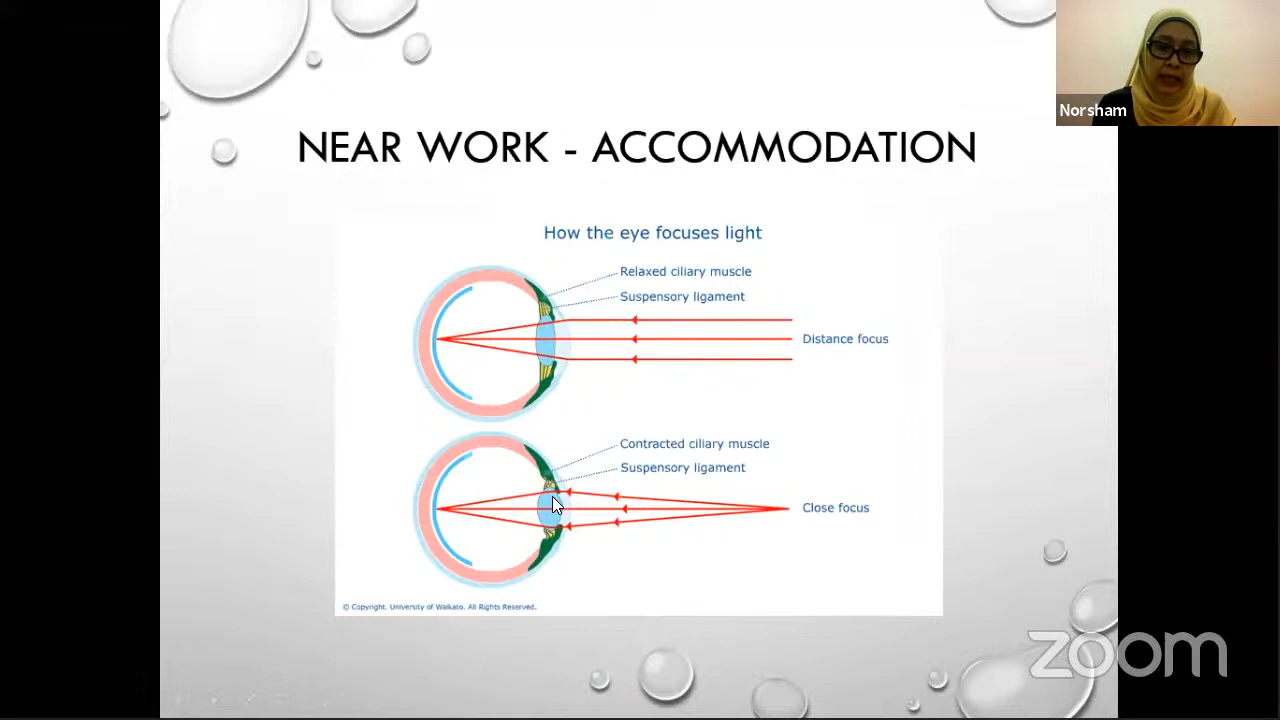 Norsham
NEAR WORK - ACCOMMODATION
How the eye focuses light
Relaxed ciliary muscle
Suspensory ligament
Distance focus
Contracted ciliary muscle
Suspensory ligament
Close focus
© Copyright. University of Waikato. All Rights Reserved.
zoom